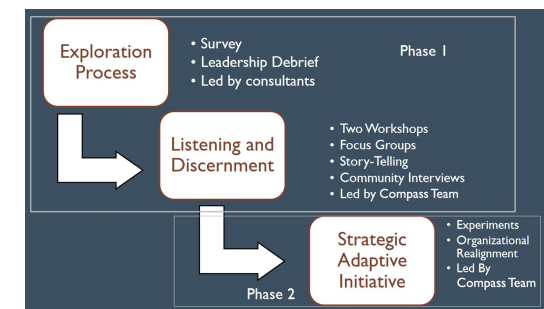 Exploration
Process
• Survey
• Leadership Debrief
• Led by consultants
Phase 1
Listening and
Discernment
• Two Workshops
• Focus Groups
• Story-Telling
• Community Interviews
• Led by Compass Team
Strategic
Adaptive
Initiative
• Experiments
• Organizational
Realignment
• Led By
Compass Team
Phase 2